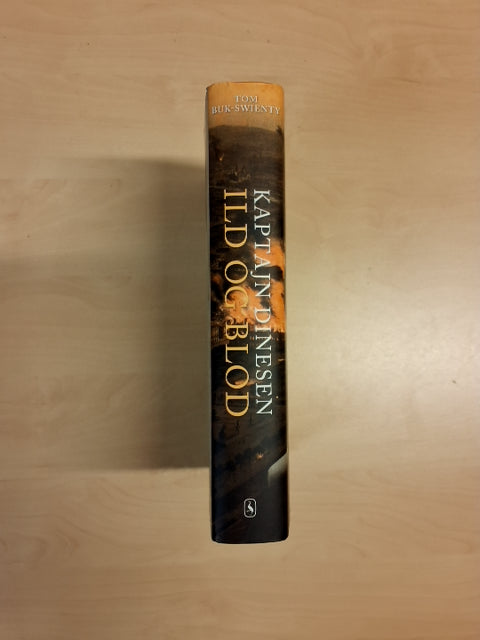 TOM
BUK-SWIENTY
KAPTAJN DINESEN
ILD OG BLOD